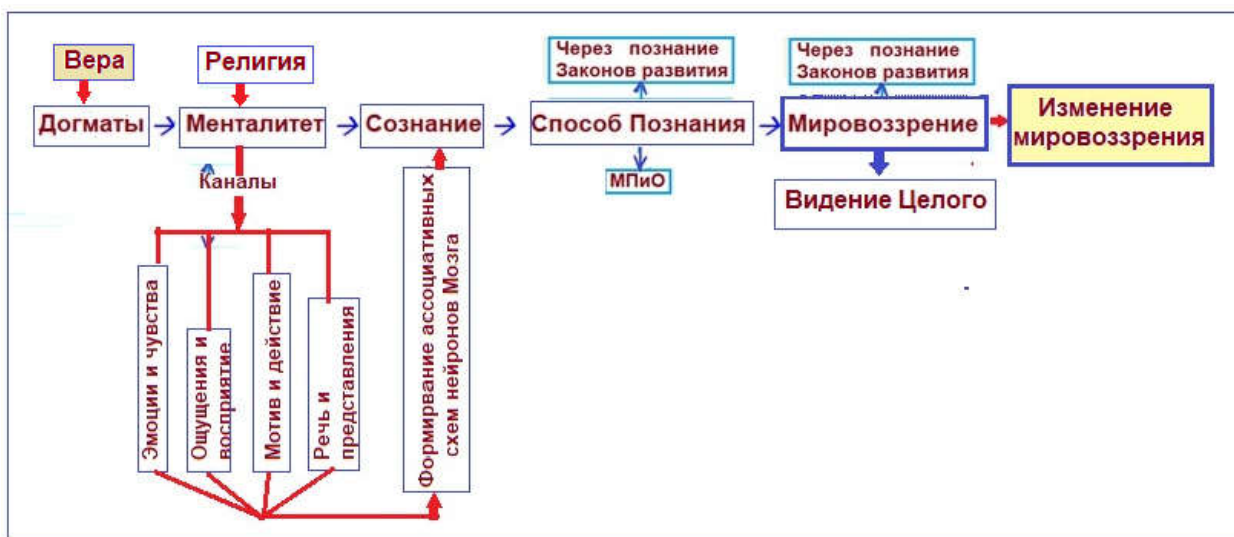 Вера
Религия
Через познание
Законов развития
Через познание
Законов развития
Догматы
Менталитет
Сознание
Способ Познания
Мировоззрение
Изменение
мировоззрения
Каналы
МПиО
Видение Целого
Эмоции и чувства
Ощущения и
восприятие
Мотив и действие
Речь и
представления
Формирвание ассоциативных
схем нейронов Мозга